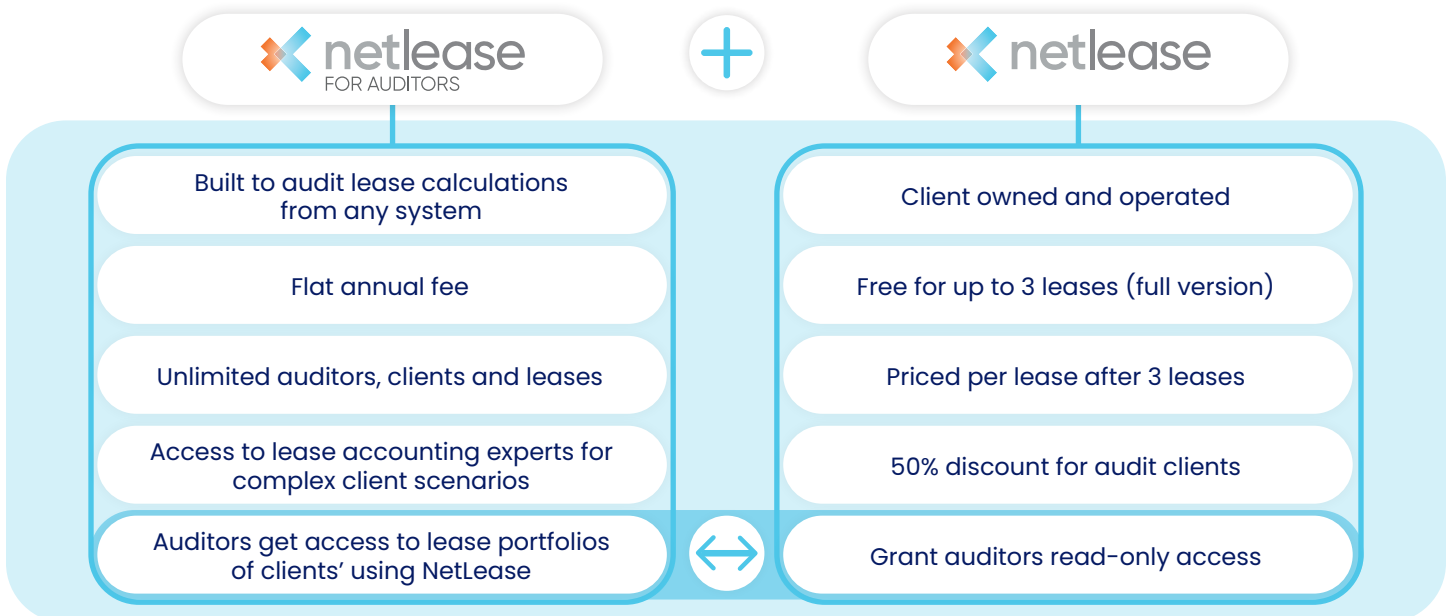 netlease
FOR AUDITORS
netlease
Built to audit lease calculations
from any system
Flat annual fee
Unlimited auditors, clients and leases
Access to lease accounting experts for
complex client scenarios
Auditors get access to lease portfolios
of clients’ using NetLease
Client owned and operated
Free for up to 3 leases (full version)
Priced per lease after 3 leases
50% discount for audit clients
Grant auditors read-only access